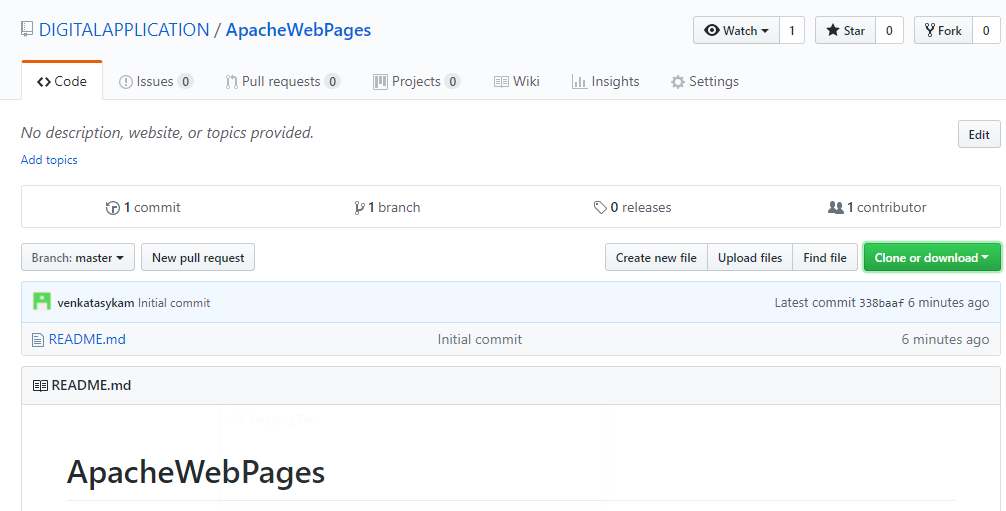 DIGITALAPPLICATION / ApacheWebPages Watch 1 Star 0 Fork 0
Code Issues 0 Pull requests 0 Projects 0 Wiki Insights Settings
No description, website, or topics provided. Edit
Add topics
1 commit 1 branch 0 releases 1 contributor
Branch: master New pull request Create new file Upload files Find file Clone or download
venkatasykam Initial commit Latest commit 338baaf 6 minutes ago
README.md Initial commit 6 minutes ago
README.md
ApacheWebPages